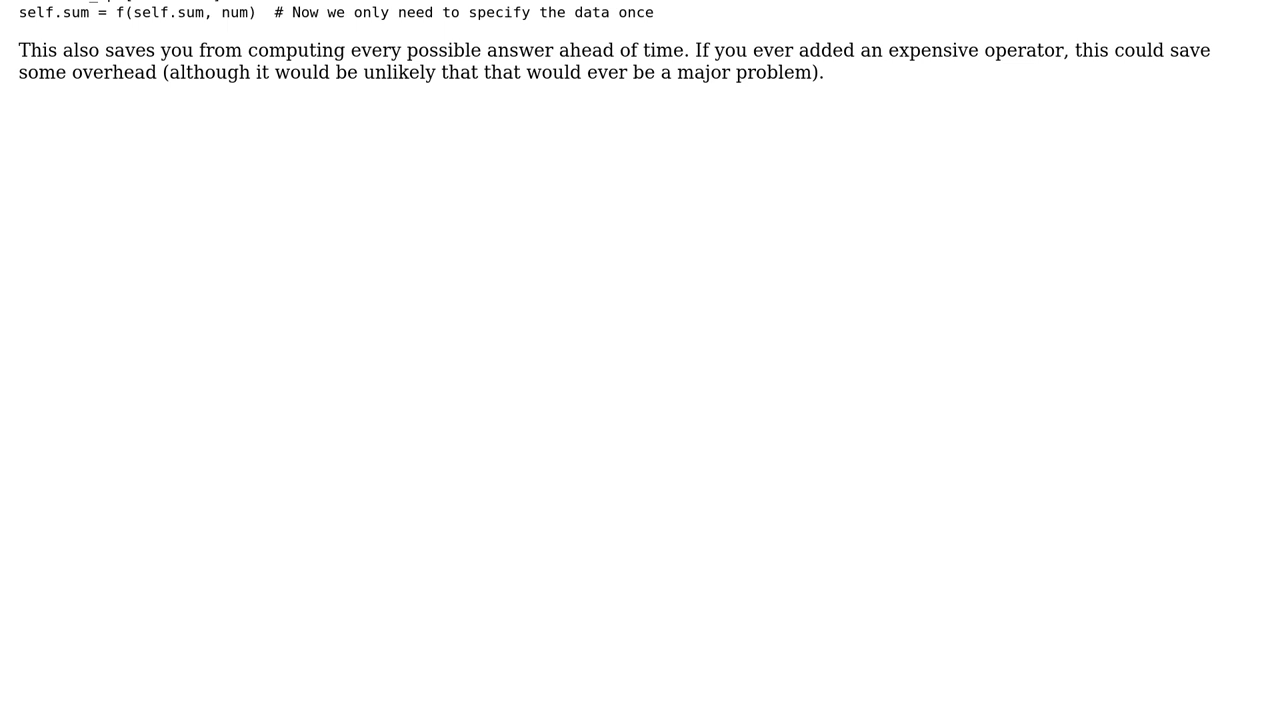 self.sum = f(self.sum, num)  # Now we only need to specify the data once
This also saves you from computing every possible answer ahead of time. If you ever added an expensive operator, this could save
some overhead (although it would be unlikely that that would ever be a major problem).